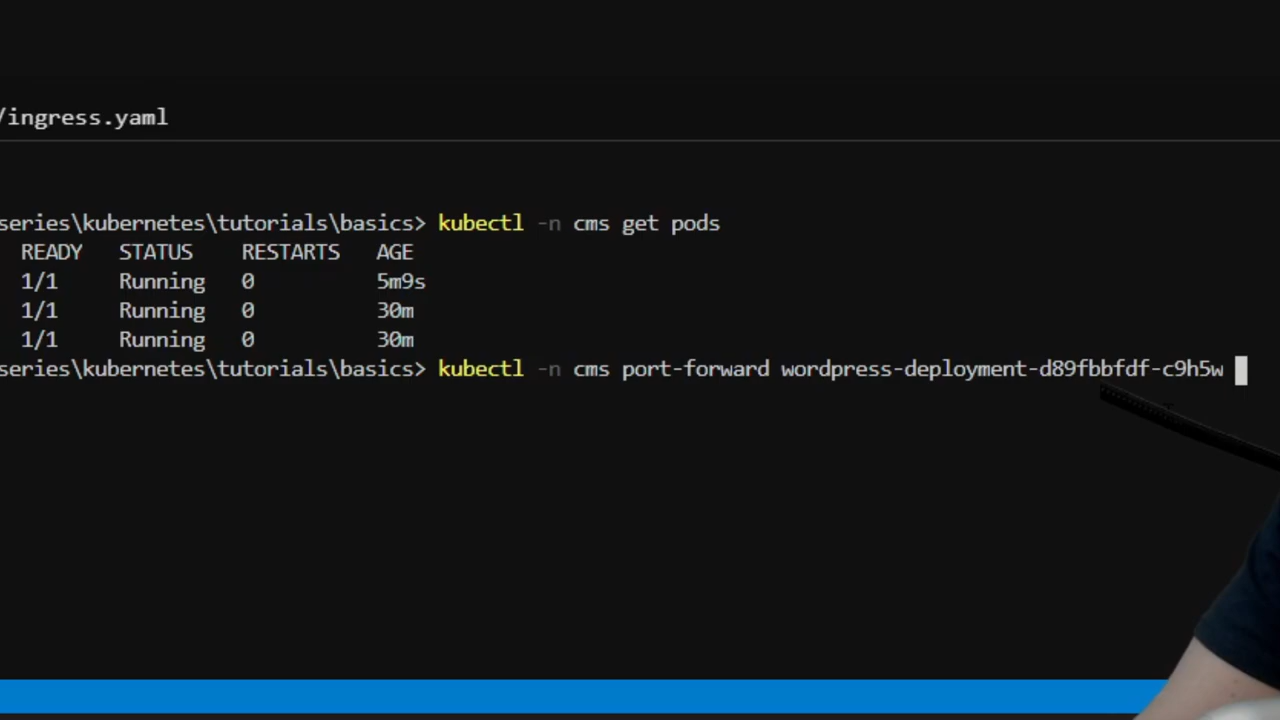 /ingress.yaml
series\kubernetes\tutorials\basics> kubectl -n cms get pods
READY STATUS RESTARTS AGE
1/1 Running 0 5m9s
1/1 Running 0 30m
1/1 Running 0 30m
series\kubernetes\tutorials\basics> kubectl -n cms port-forward wordpress-deployment-d89fbbfdf-c9h5w